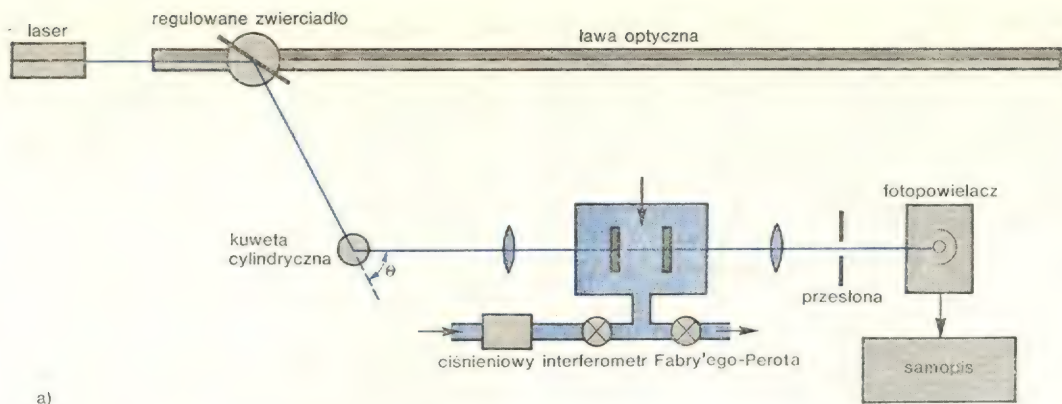 laser
regulowane zwierciadło
ława optyczna
kuweta
cylindryczna
Θ
fotopowielacz
przesłona
ciśnieniowy interferometr Fabry'ego-Perota
samopis
a)